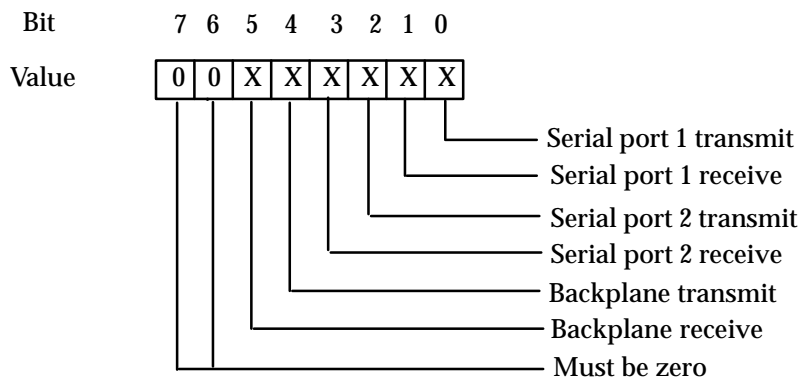 Bit 7 6 5 4 3 2 1 0
Value 0 0 X X X X X X
Serial port 1 transmit
Serial port 1 receive
Serial port 2 transmit
Serial port 2 receive
Backplane transmit
Backplane receive
Must be zero